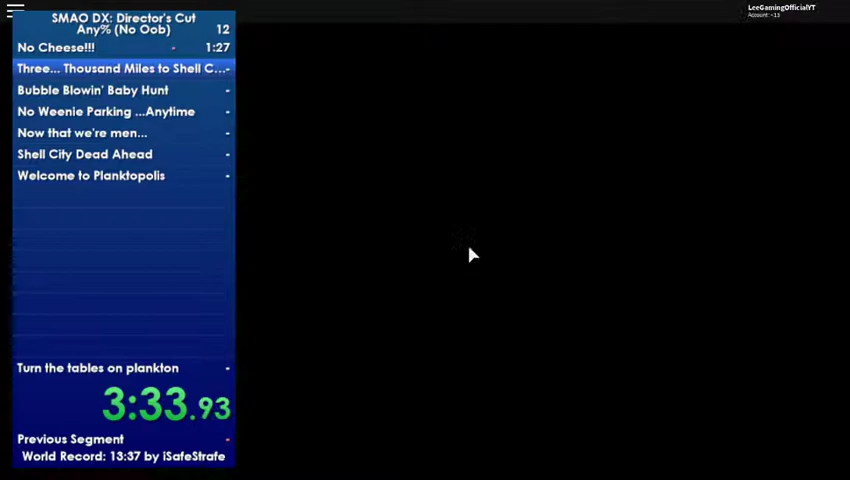 LeeGamingOfficialYT
Account: -13
SMAO DX: Director's Cut
Any% (No Oob) 12
No Cheese!!! - 1:27
Three... Thousand Miles to Shell C...-
Bubble Blowin' Baby Hunt -
No Weenie Parking ...Anytime -
Now that we're men... -
Shell City Dead Ahead -
Welcome to Planktopolis -
Turn the tables on plankton -
3:33.93
Previous Segment -
World Record: 13:37 by iSafeStrafe